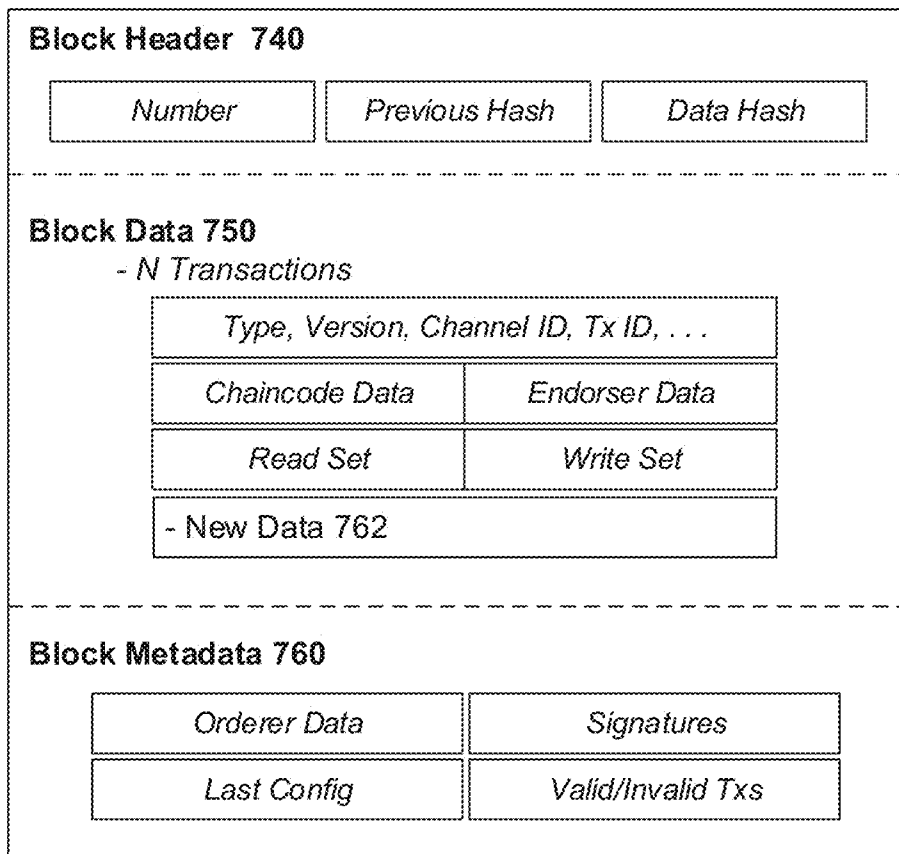 Block Header 740
Number Previous Hash Data Hash
Block Data 750
- N Transactions
Type, Version, Channel ID, Tx ID, . . .
Chaincode Data Endorser Data
Read Set Write Set
- New Data 762
Block Metadata 760
Orderer Data Signatures
Last Config Valid/Invalid Txs